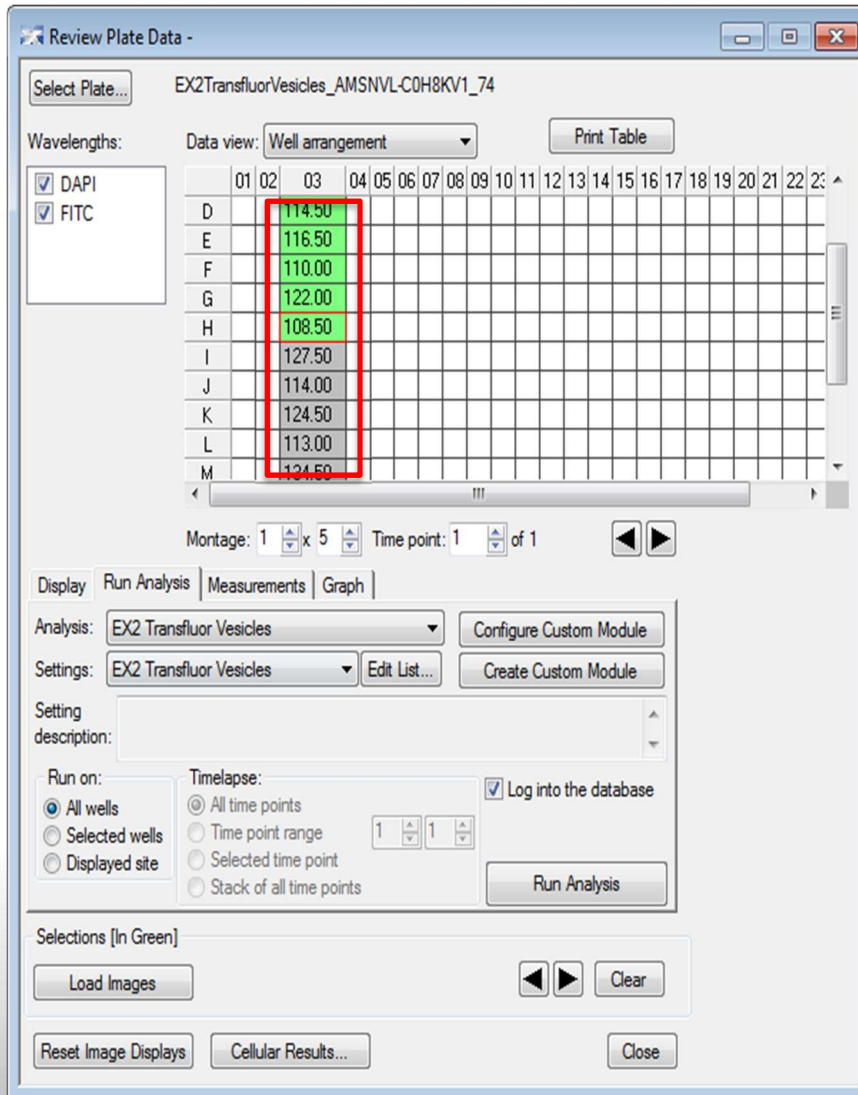 Review Plate Data -
Select Plate... EX2TransfluorVesicles_AMSNVL-C0H8KV1_74
Wavelengths: Data view: Well arrangement Print Table
DAPI
FITC
01 02 03 04 05 06 07 08 09 10 11 12 13 14 15 16 17 18 19 20 21 22
D 114.50
E 116.50
F 110.00
G 122.00
H 108.50
I 127.50
J 114.00
K 124.50
L 113.00
M 134.50
Montage: 1 x 5 Time point: 1 of 1
Display Run Analysis Measurements Graph
Analysis: EX2 Transfluor Vesicles Configure Custom Module
Settings: EX2 Transfluor Vesicles Edit List... Create Custom Module
Setting
description:
Run on: Timelapse:
All wells All time points Log into the database
Selected wells Time point range 1 1
Displayed site Selected time point
Stack of all time points Run Analysis
Selections [In Green]
Load Images Clear
Reset Image Displays Cellular Results... Close